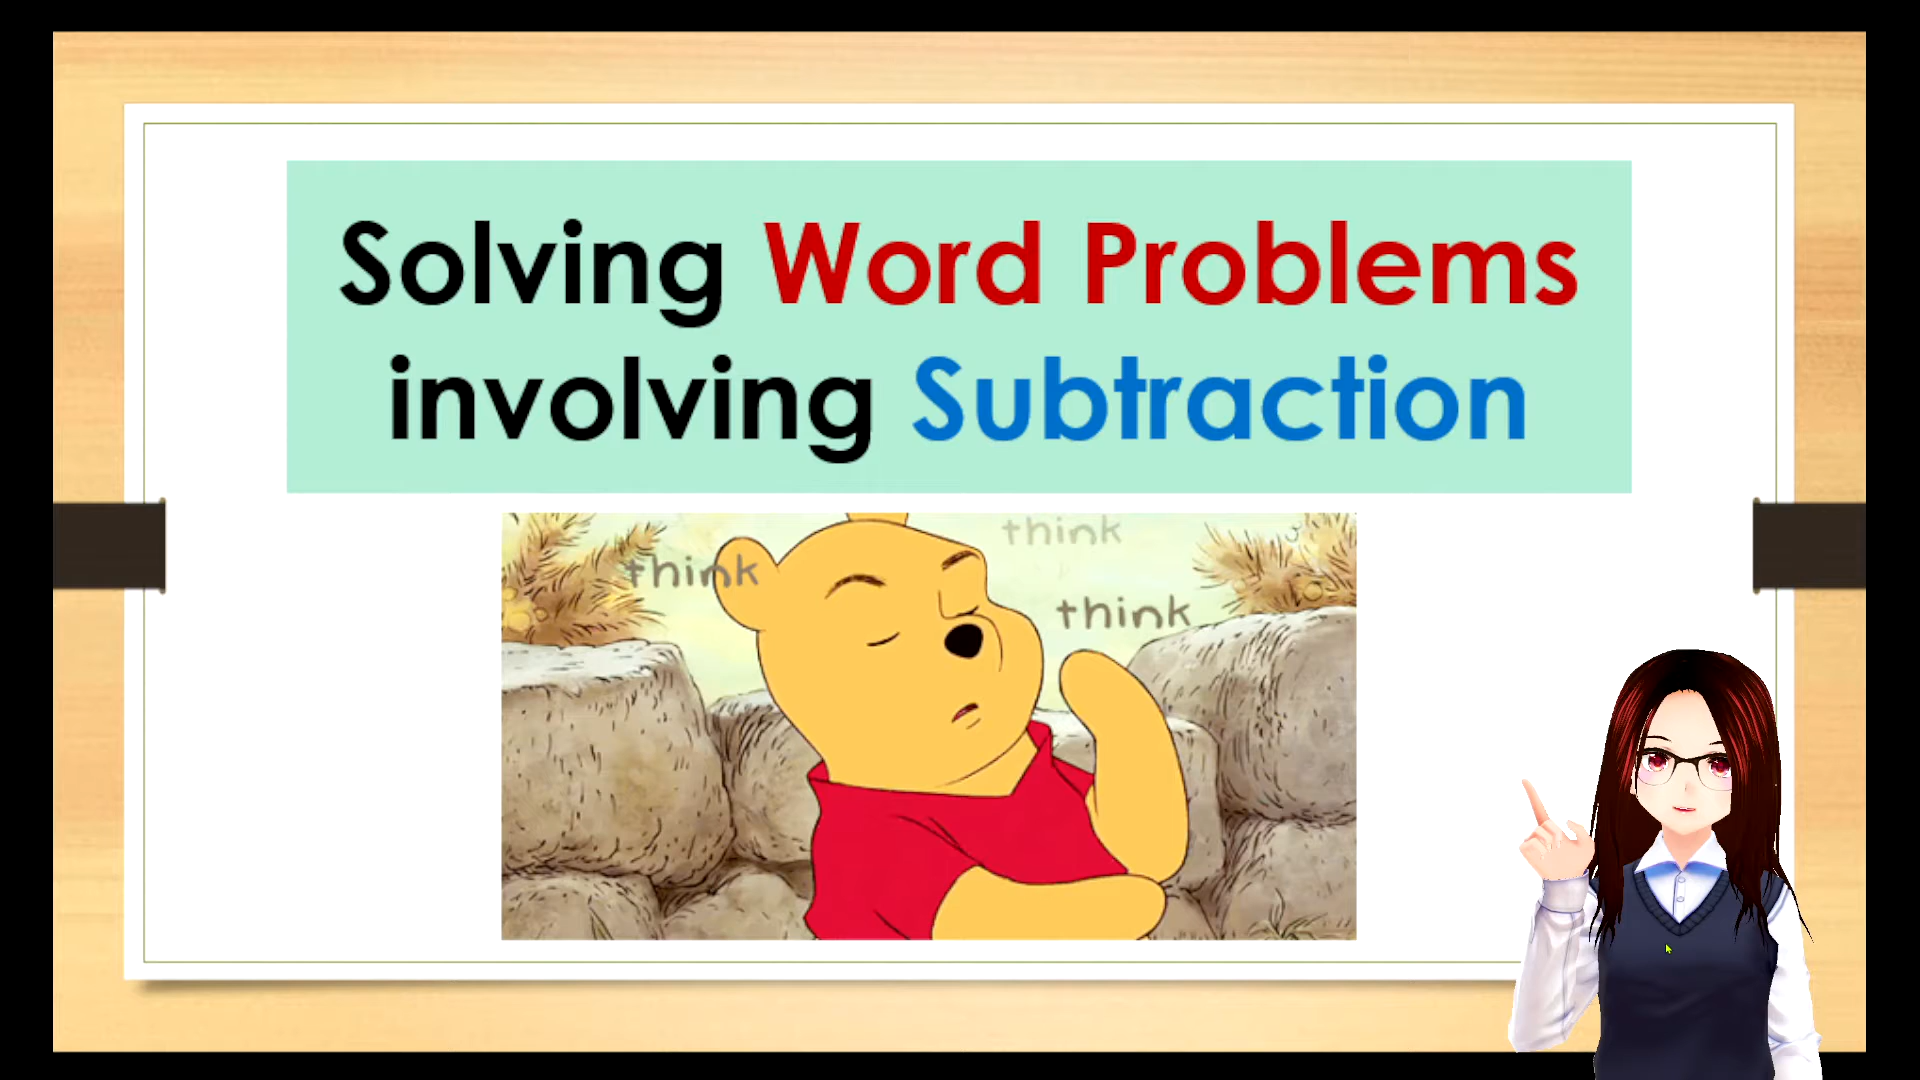 Solving Word Problems
involving Subtraction
think
think
think